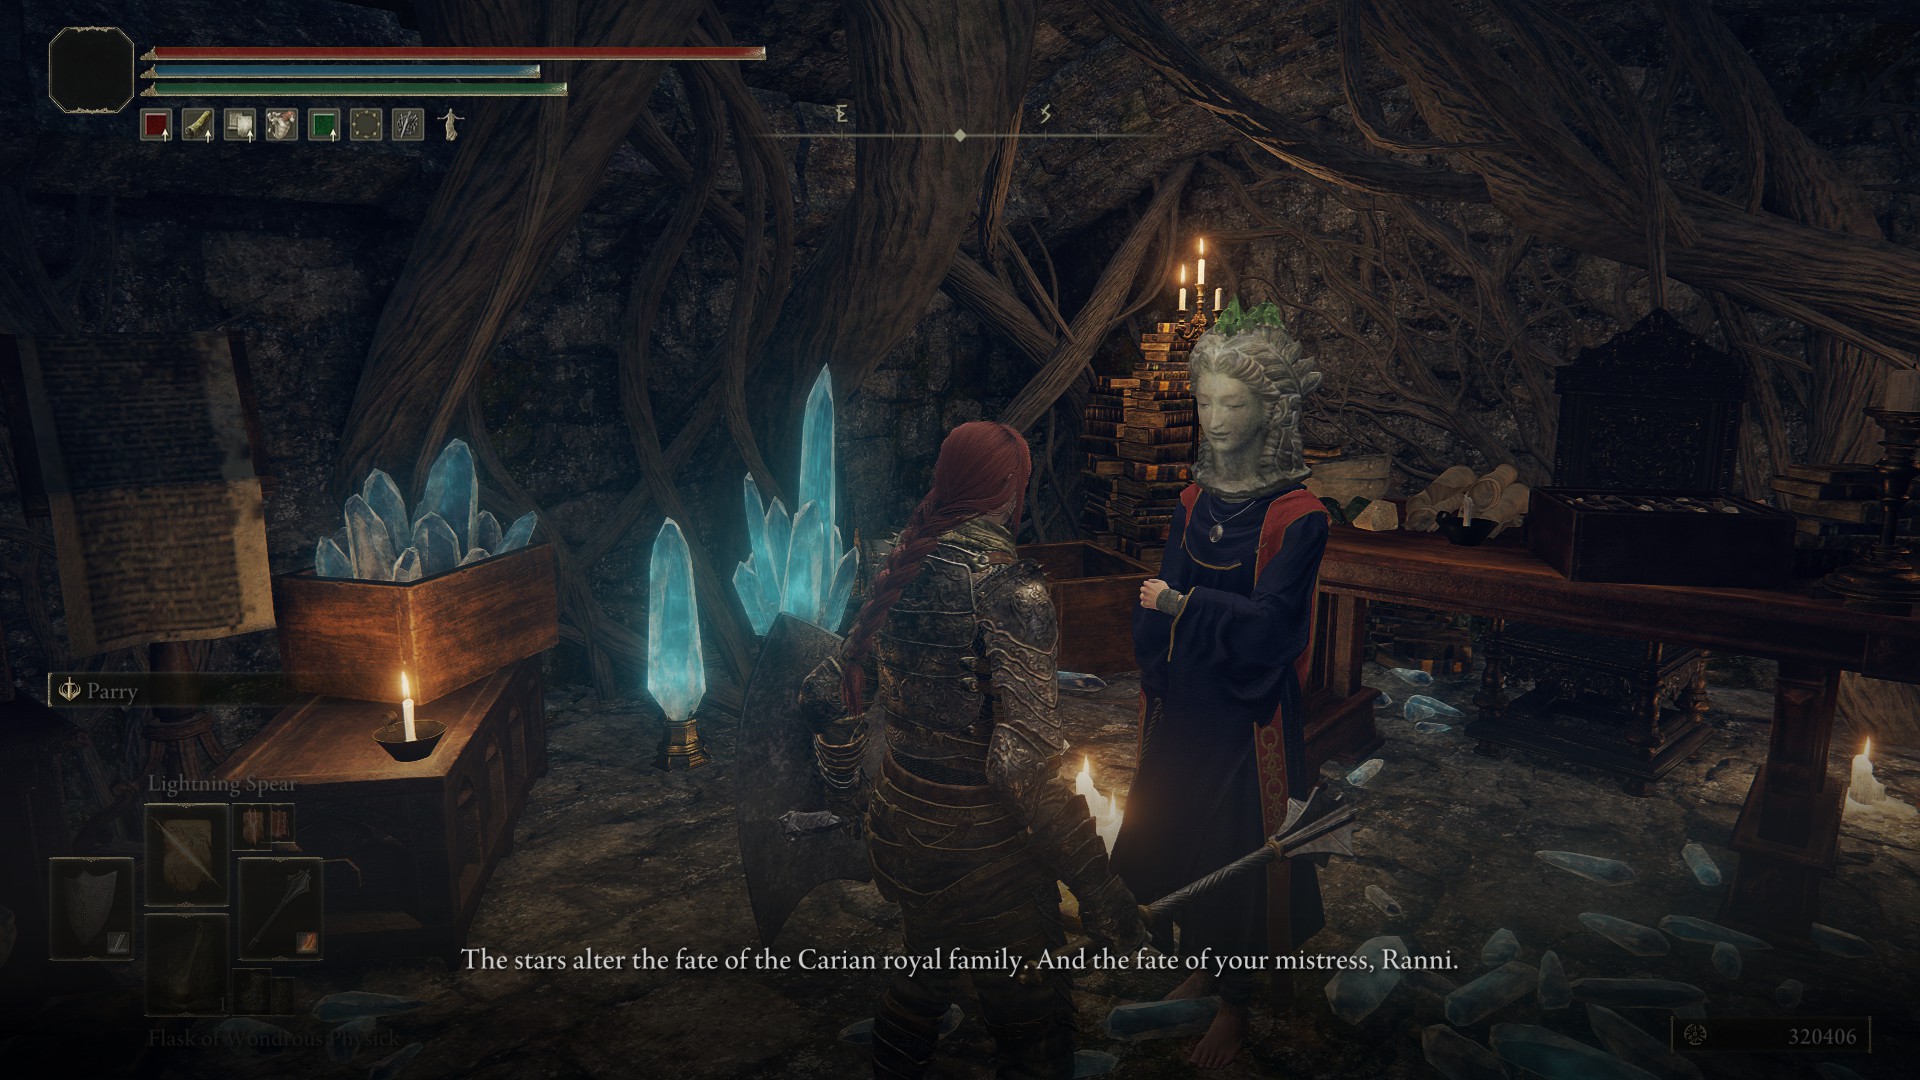 E
S
Parry
Lightning Spear
1
Flask of Wondrous Physick
The stars alter the fate of the Carian royal family. And the fate of your mistress, Ranni.
320406